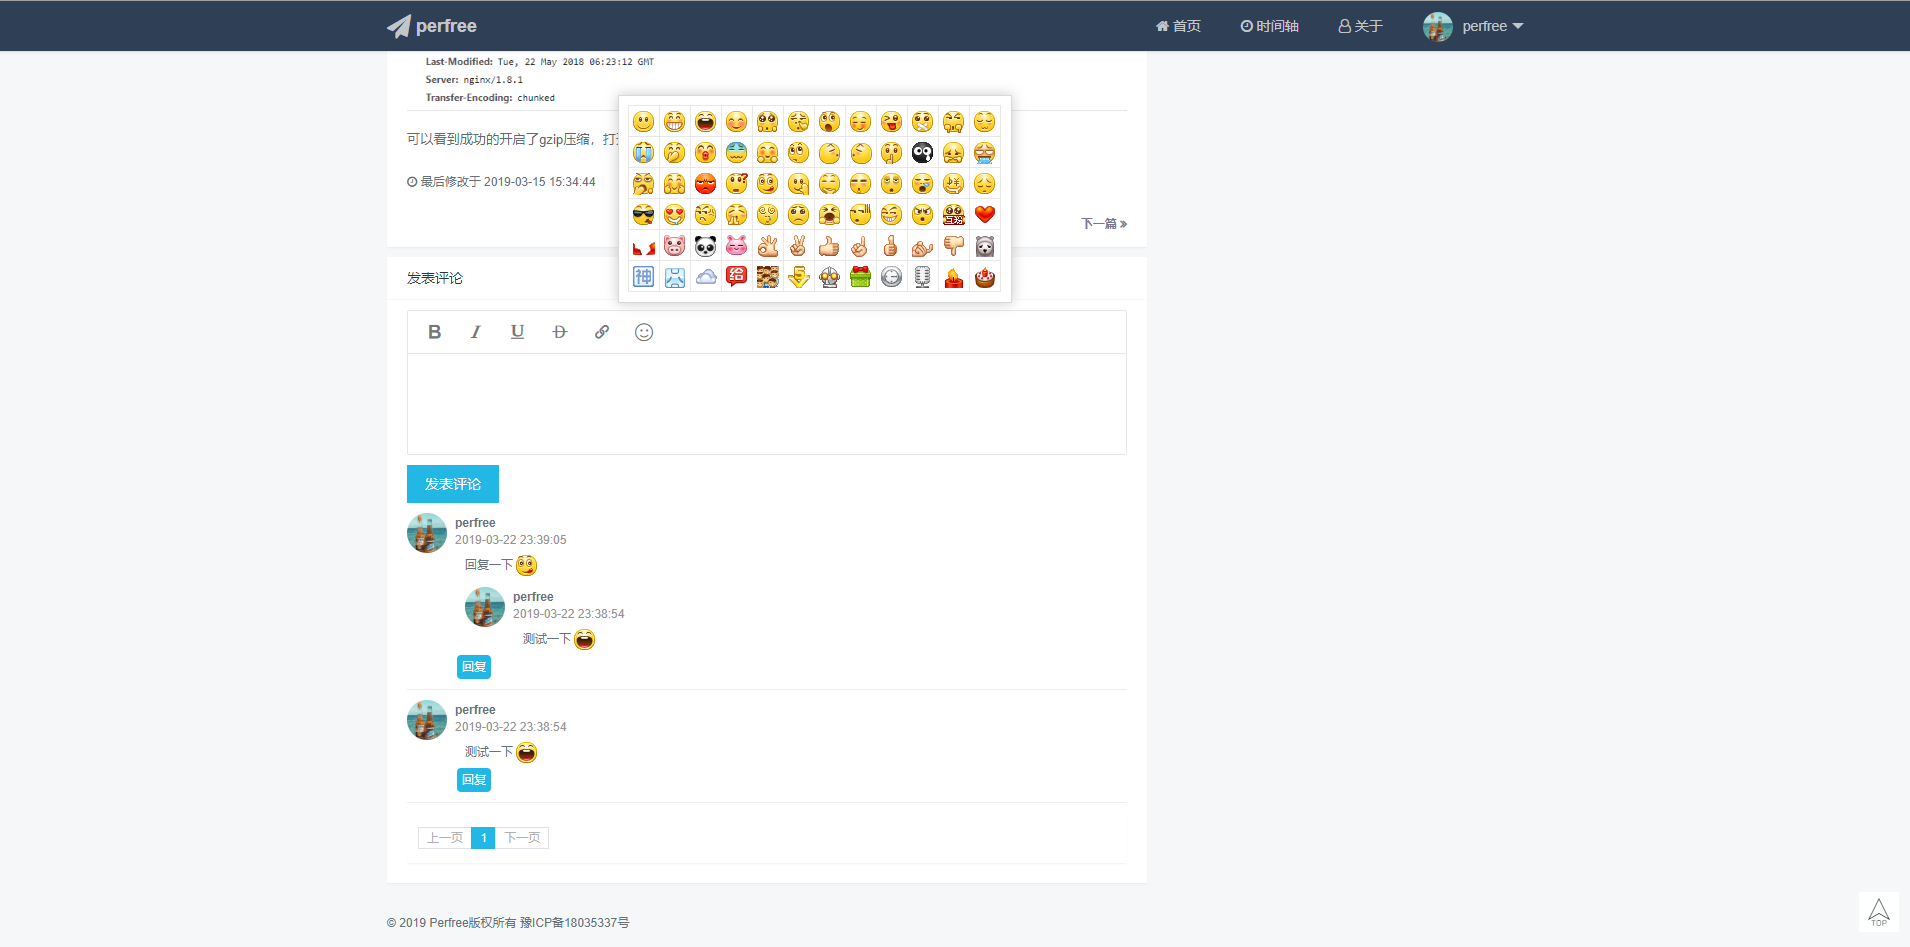 perfree
首页
时间轴
关于
perfree
Last-Modified: Tue, 22 May 2018 06:23:12 GMT
Server: nginx/1.8.1
Transfer-Encoding: chunked
可以看到成功的开启了gzip压缩，打
最后修改于 2019-03-15 15:34:44
下一篇 »
神
给
发表评论
B I U D
发表评论
perfree
2019-03-22 23:39:05
回复一下
perfree
2019-03-22 23:38:54
测试一下
回复
perfree
2019-03-22 23:38:54
测试一下
回复
上一页 1 下一页
© 2019 Perfree版权所有 豫ICP备18035337号
TOP